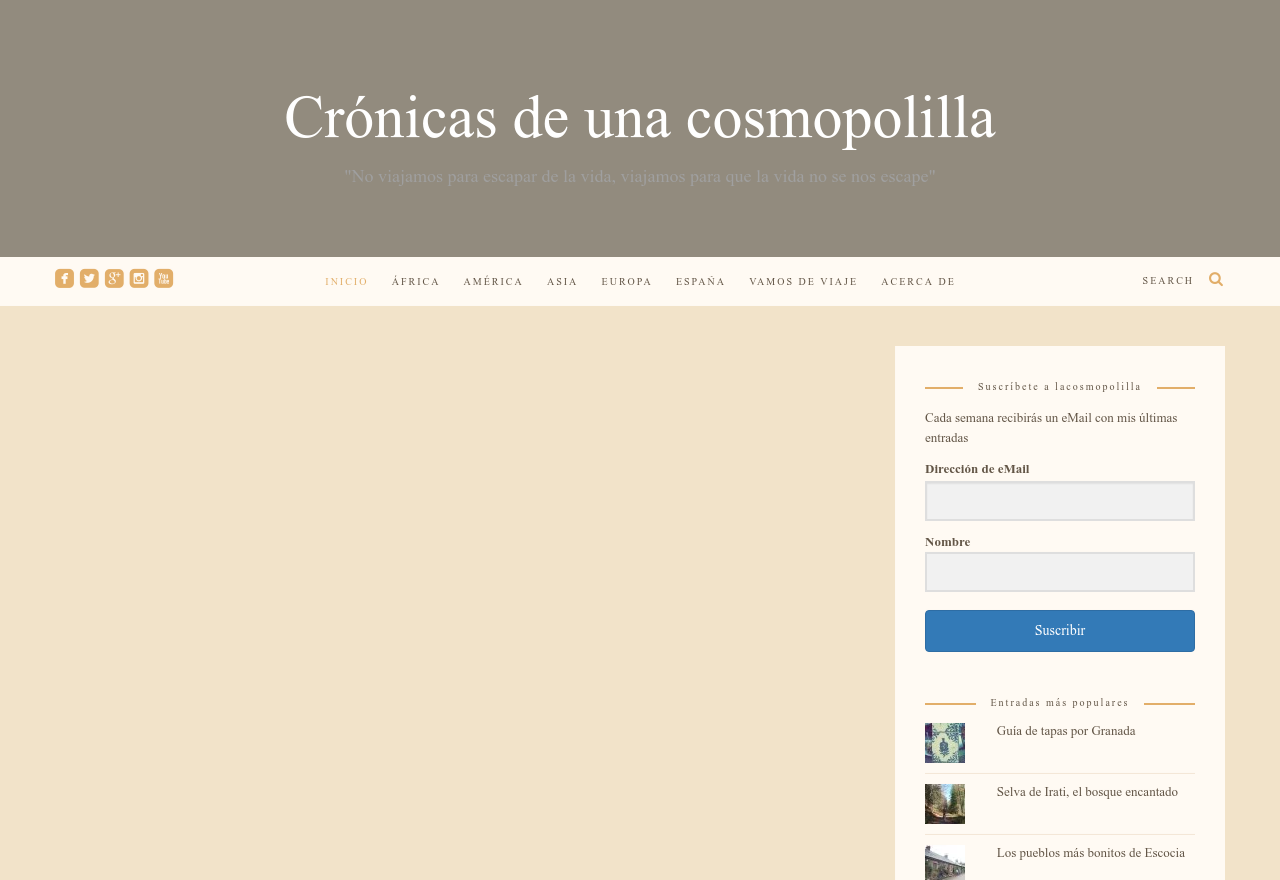 Crónicas de una cosmopolilla
"No viajamos para escapar de la vida, viajamos para que la vida no se nos escape"
INICIO ÁFRICA AMÉRICA ASIA EUROPA ESPAÑA VAMOS DE VIAJE ACERCA DE SEARCH
Suscríbete a lacosmopolilla
Cada semana recibirás un eMail con mis últimas
entradas
Dirección de eMail
Nombre
Suscribir
Entradas más populares
Guía de tapas por Granada
Selva de Irati, el bosque encantado
Los pueblos más bonitos de Escocia